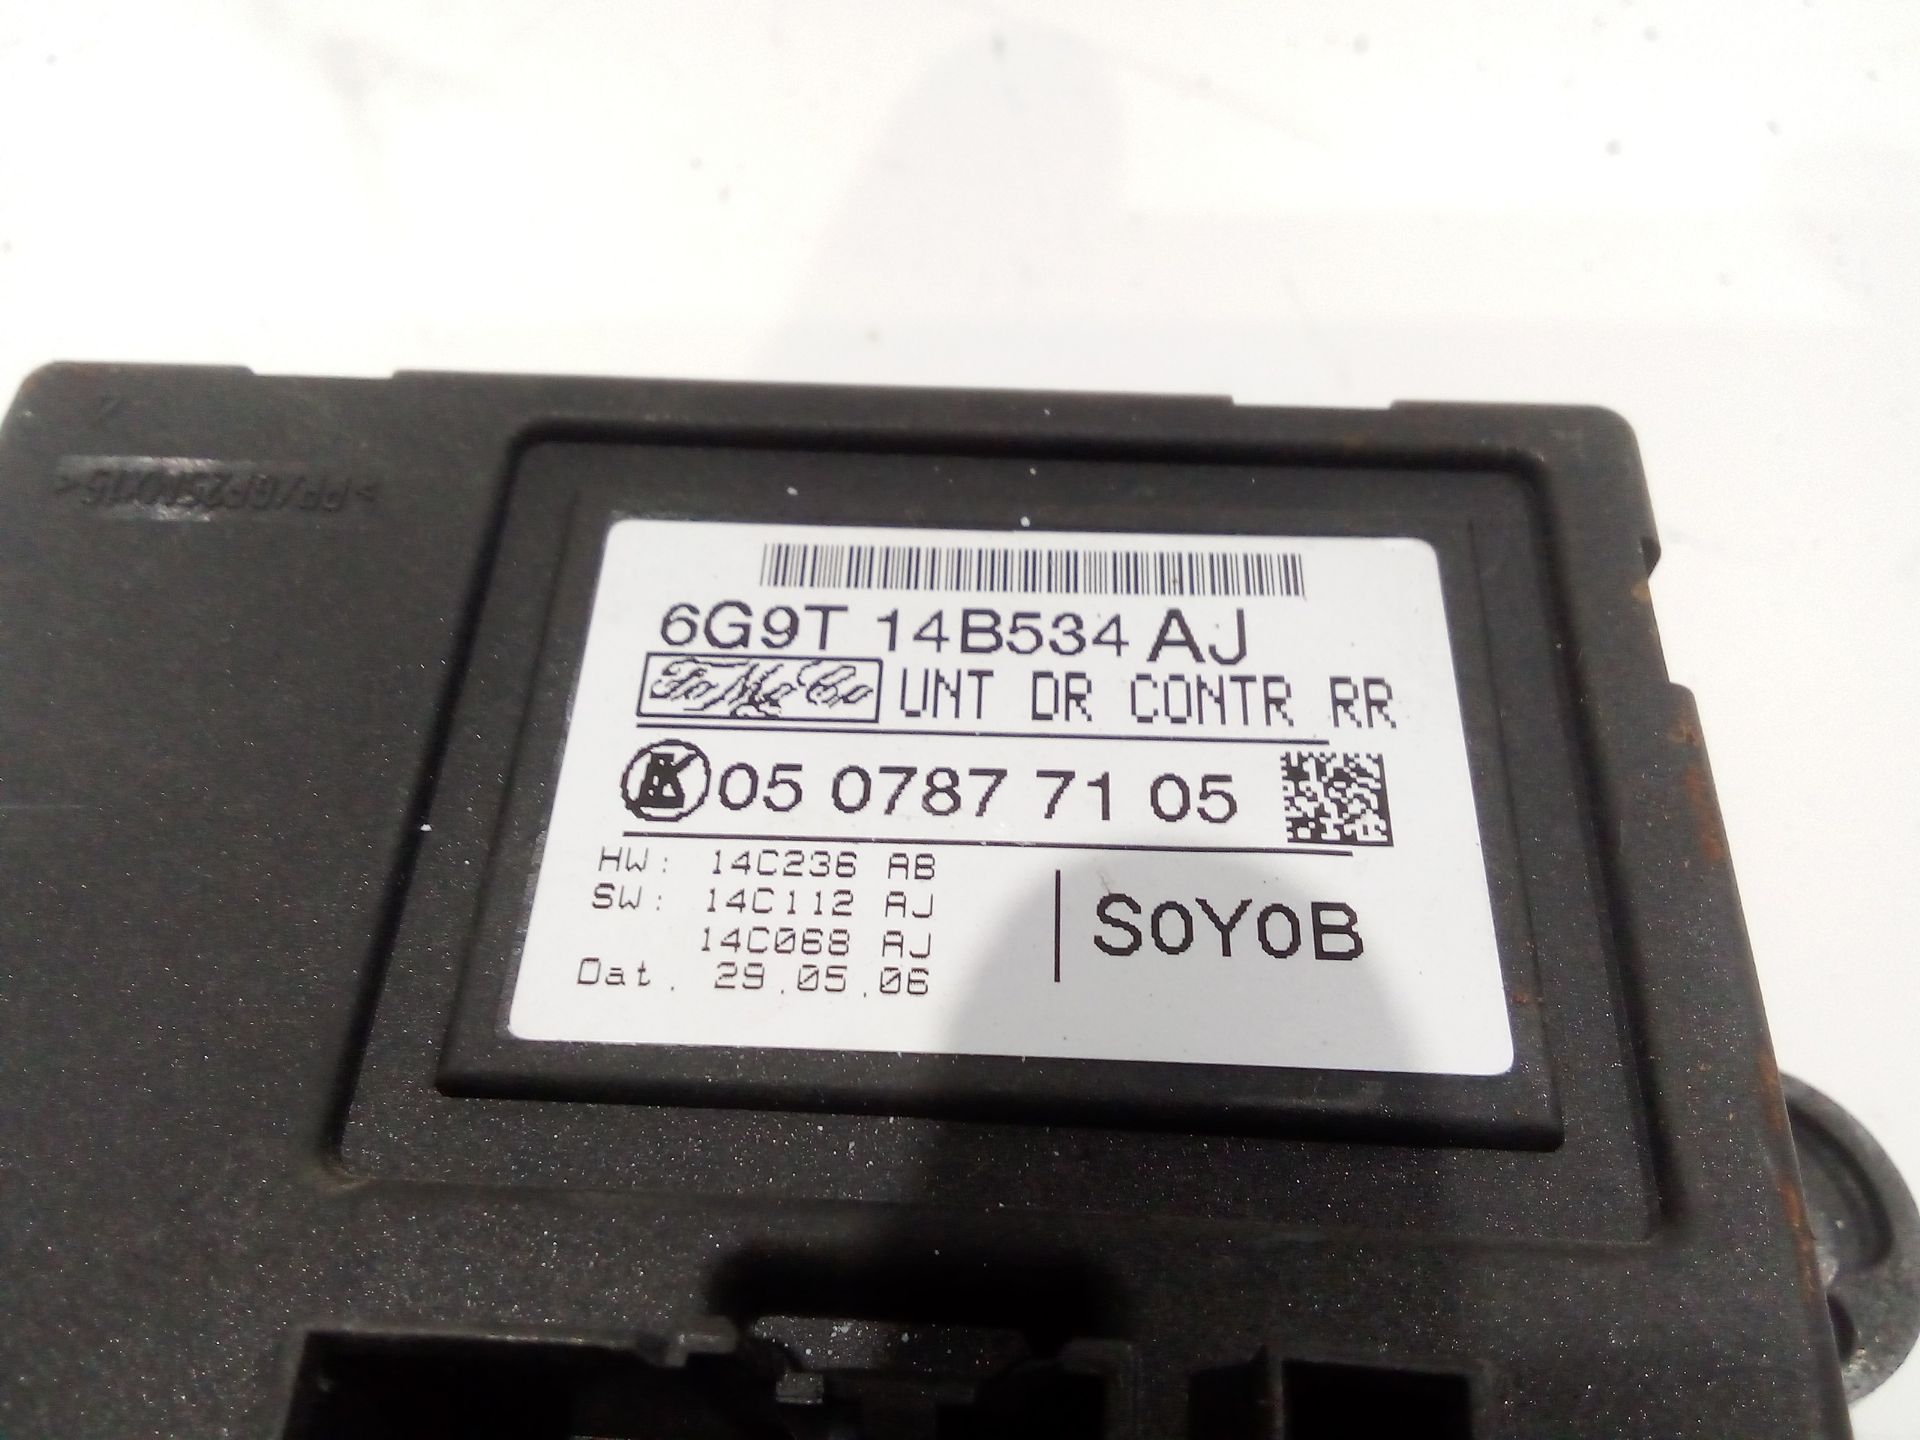 6G9T 14B534 AJ
FoMoCo UNT DR CONTR RR
05 0787 71 05
HW: 14C236 AB
SW: 14C112 AJ
14C068 AJ
S0Y0B
Dat. 29.05.06